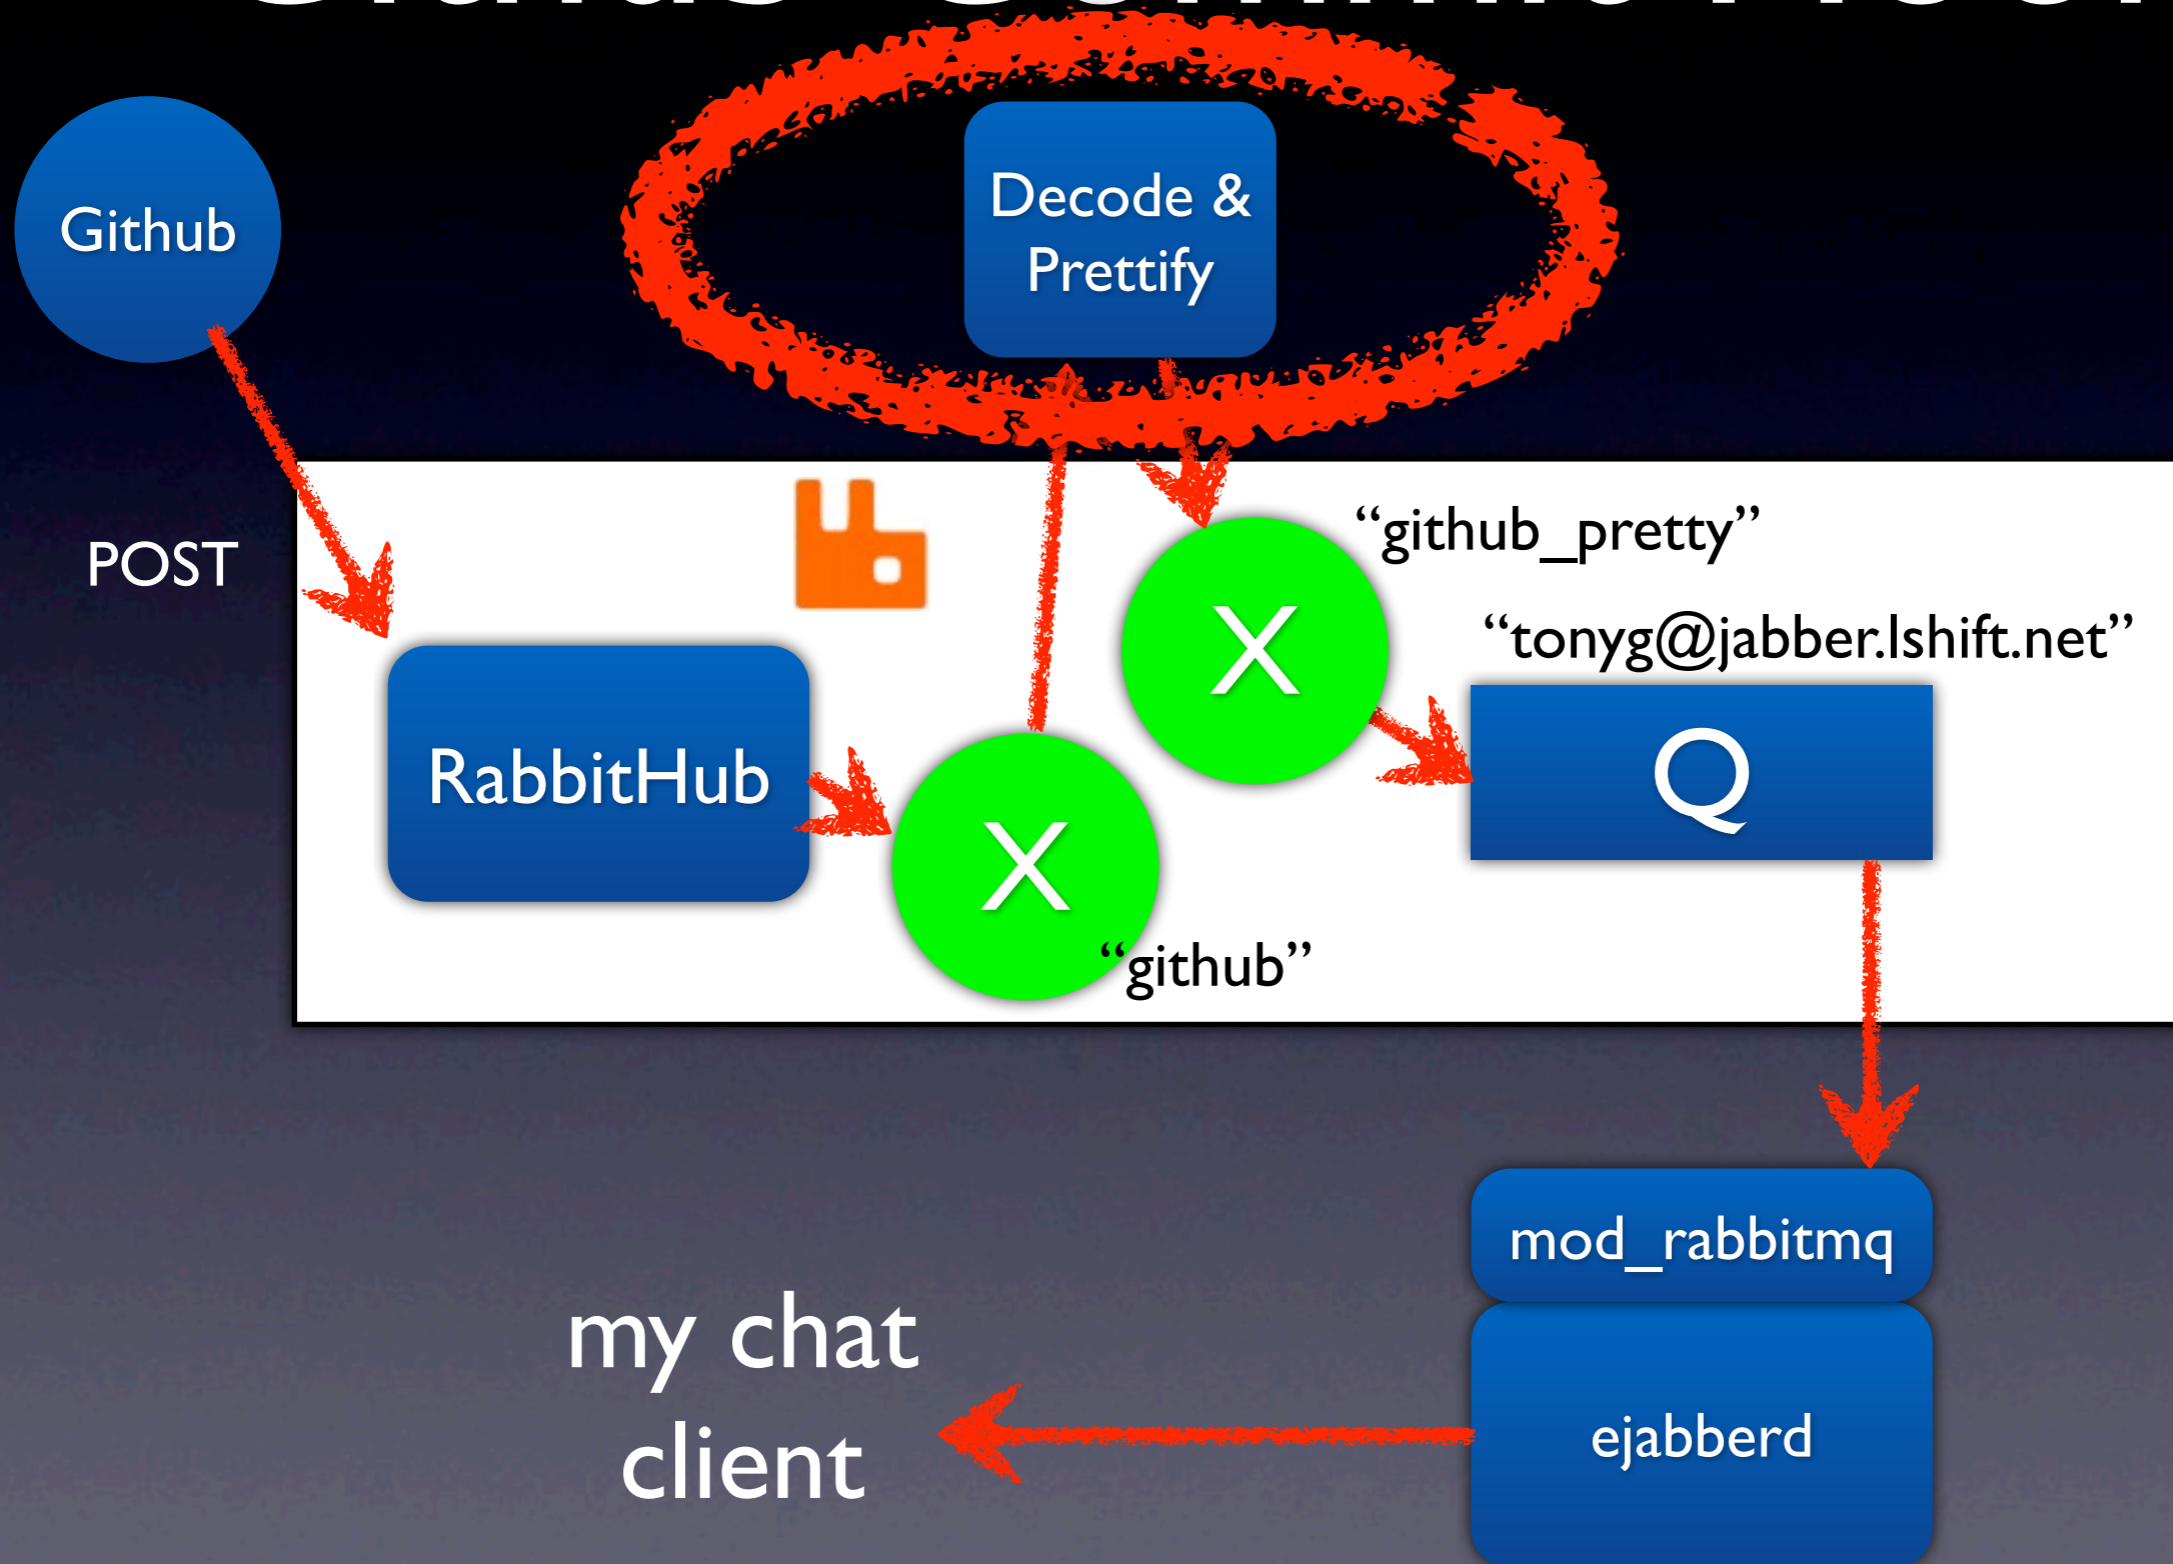 Github
Decode &
Prettify
POST
“github_pretty”
“tonyg@jabber.lshift.net”
X
Q
RabbitHub
X
“github”
mod_rabbitmq
my chat
client
ejabberd